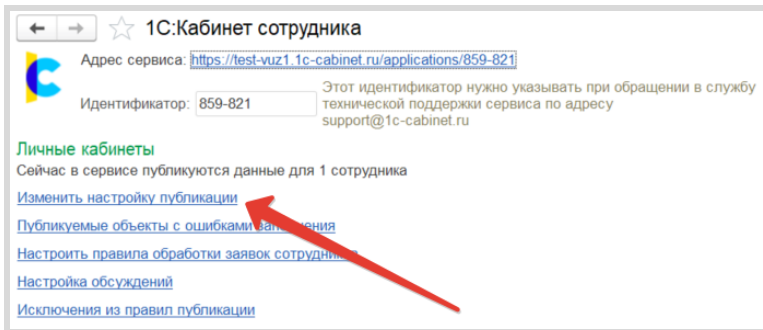 1С:Кабинет сотрудника
Адрес сервиса: https://test-vuz1.1c-cabinet.ru/applications/859-821
Этот идентификатор нужно указывать при обращении в службу
Идентификатор: 859-821 технической поддержки сервиса по адресу
support@1c-cabinet.ru
Личные кабинеты
Сейчас в сервисе публикуются данные для 1 сотрудника
Изменить настройку публикации
Публикуемые объекты с ошибками заполнения
Настроить правила обработки заявок сотрудников
Настройка обсуждений
Исключения из правил публикации